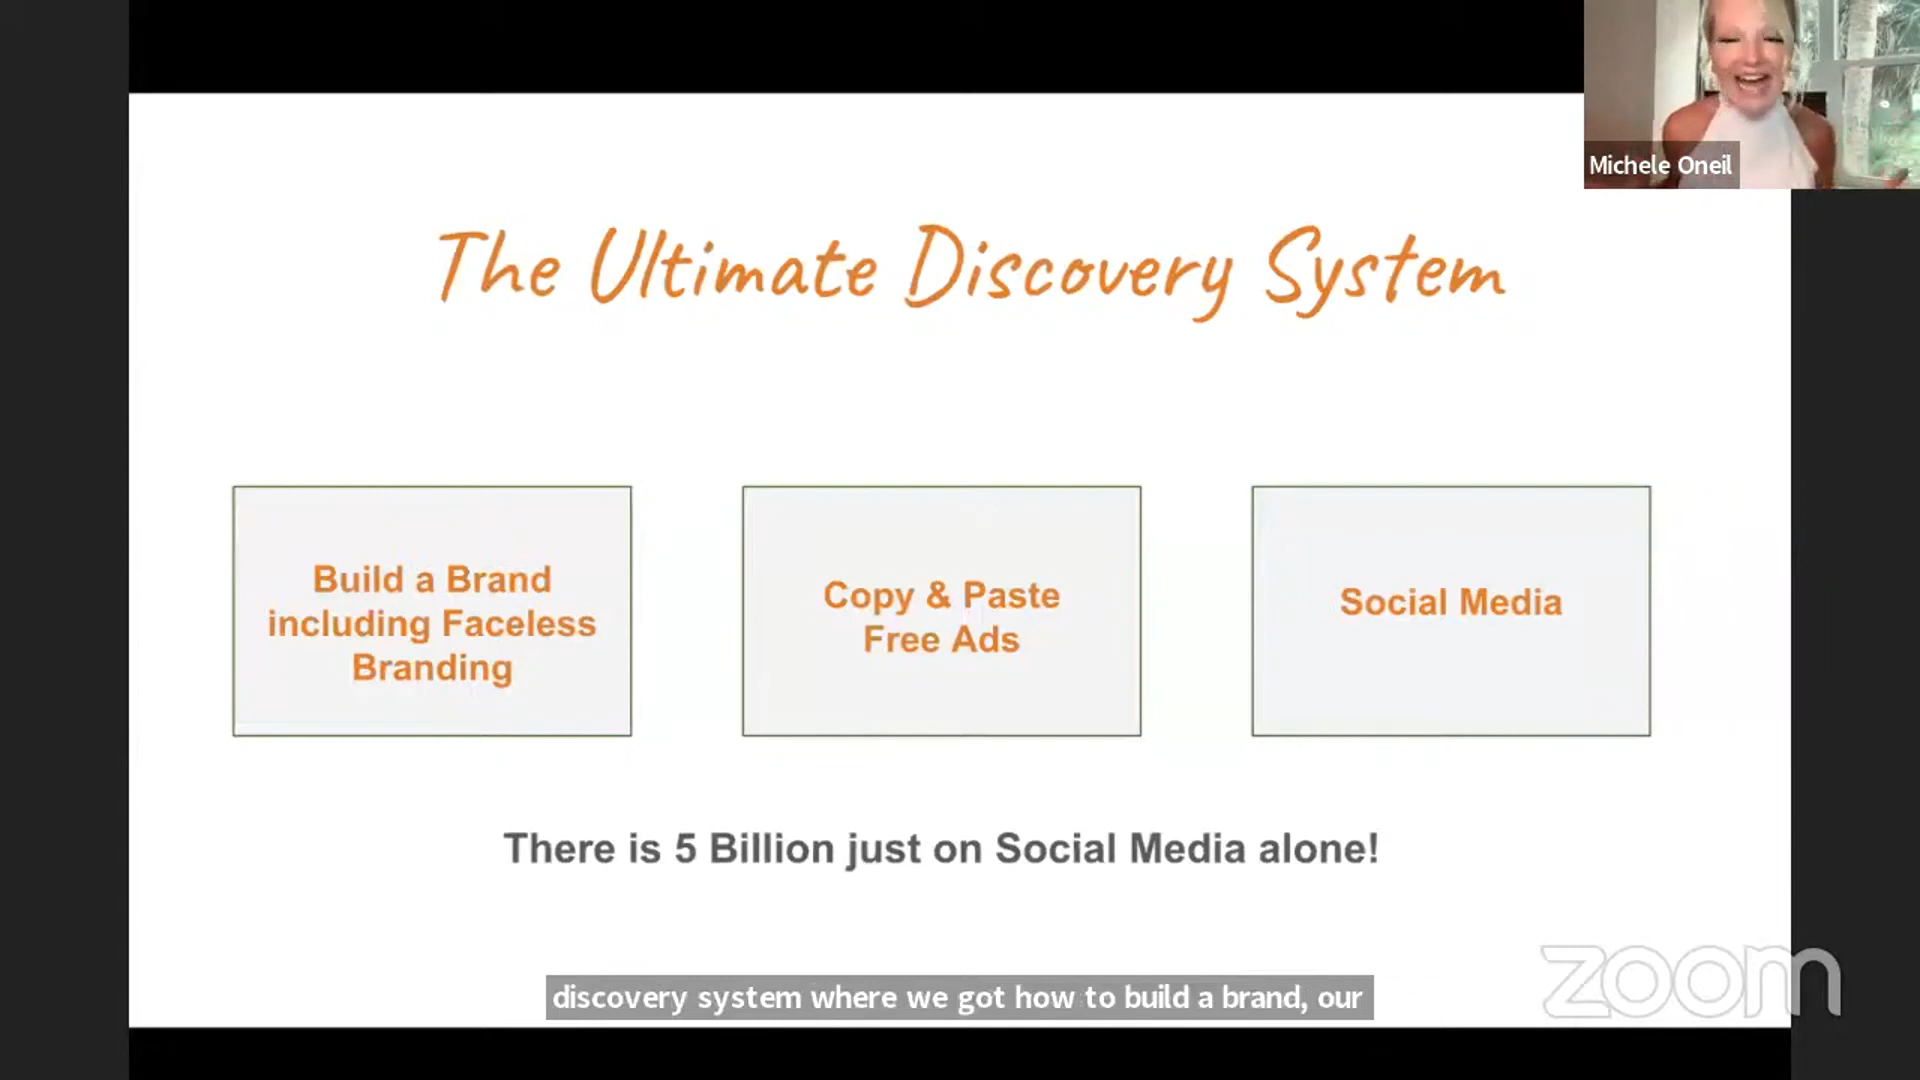 Michele Oneil
The Ultimate Discovery System
Build a Brand
including Faceless
Branding
Copy & Paste
Free Ads
Social Media
There is 5 Billion just on Social Media alone!
discovery system where we got how to build a brand, our
zoom